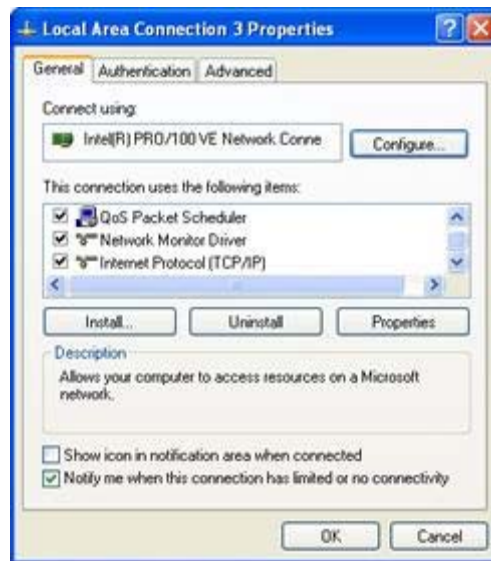 Local Area Connection 3 Properties
General Authentication Advanced
Connect using:
Intel(R) PRO/100 VE Network Conne
Configure...
This connection uses the following items:
QoS Packet Scheduler
Network Monitor Driver
Internet Protocol (TCP/IP)
Install... Uninstall Properties
Description
Allows your computer to access resources on a Microsoft
network.
Show icon in notification area when connected
Notify me when this connection has limited or no connectivity
OK Cancel